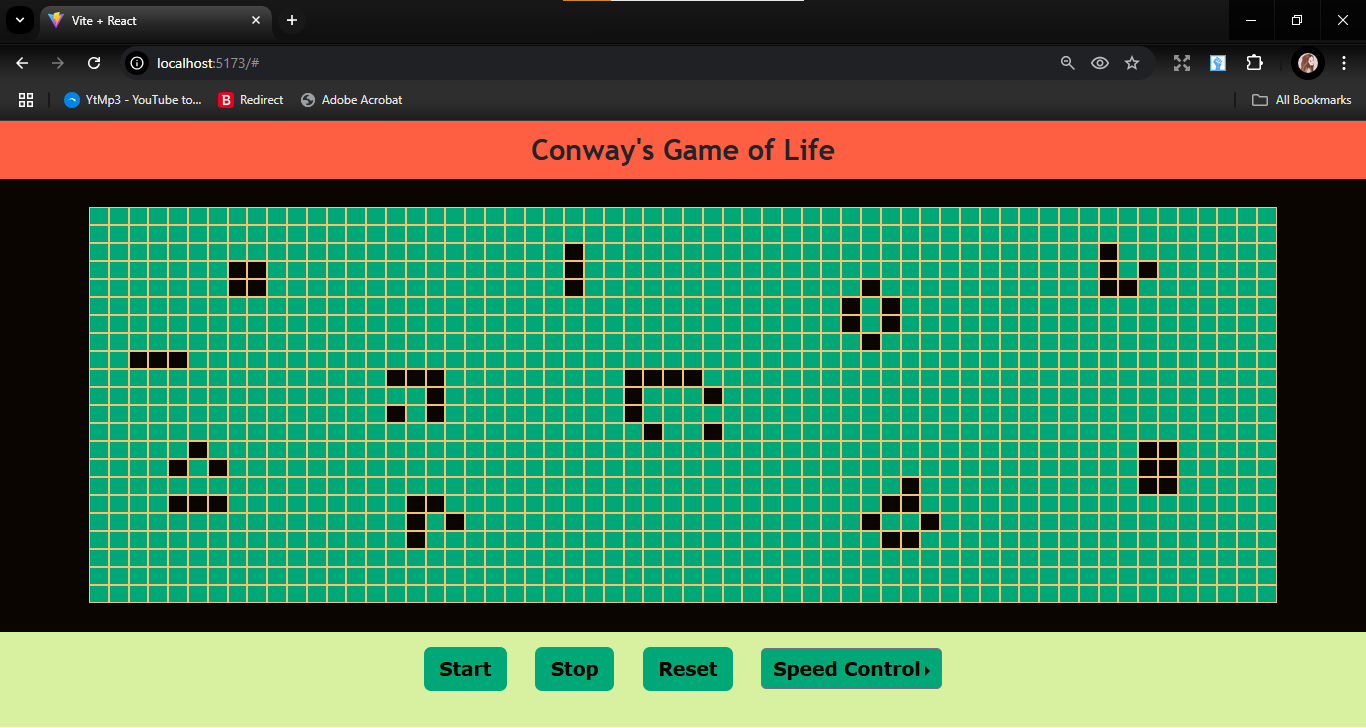 Vite + React
localhost:5173/#
YtMp3 - YouTube to...
B Redirect
Adobe Acrobat
All Bookmarks
Conway's Game of Life
Start
Stop
Reset
Speed Control